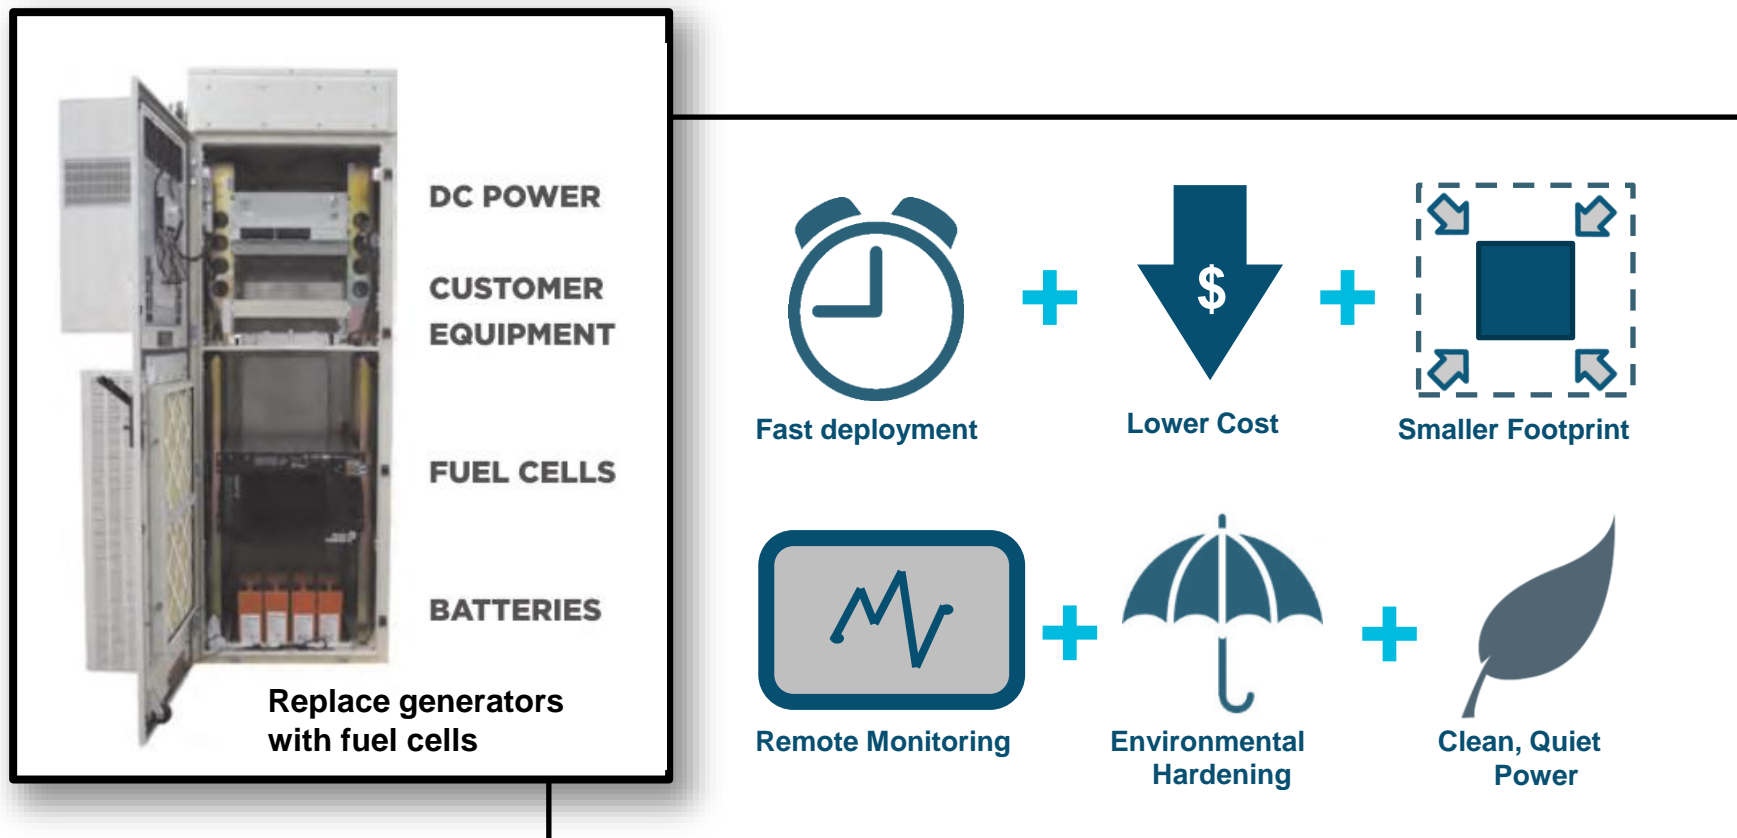 DC POWER
CUSTOMER
EQUIPMENT
FUEL CELLS
BATTERIES
Replace generators
with fuel cells
$
Fast deployment
Lower Cost
Smaller Footprint
Remote Monitoring
Environmental
Hardening
Clean, Quiet
Power